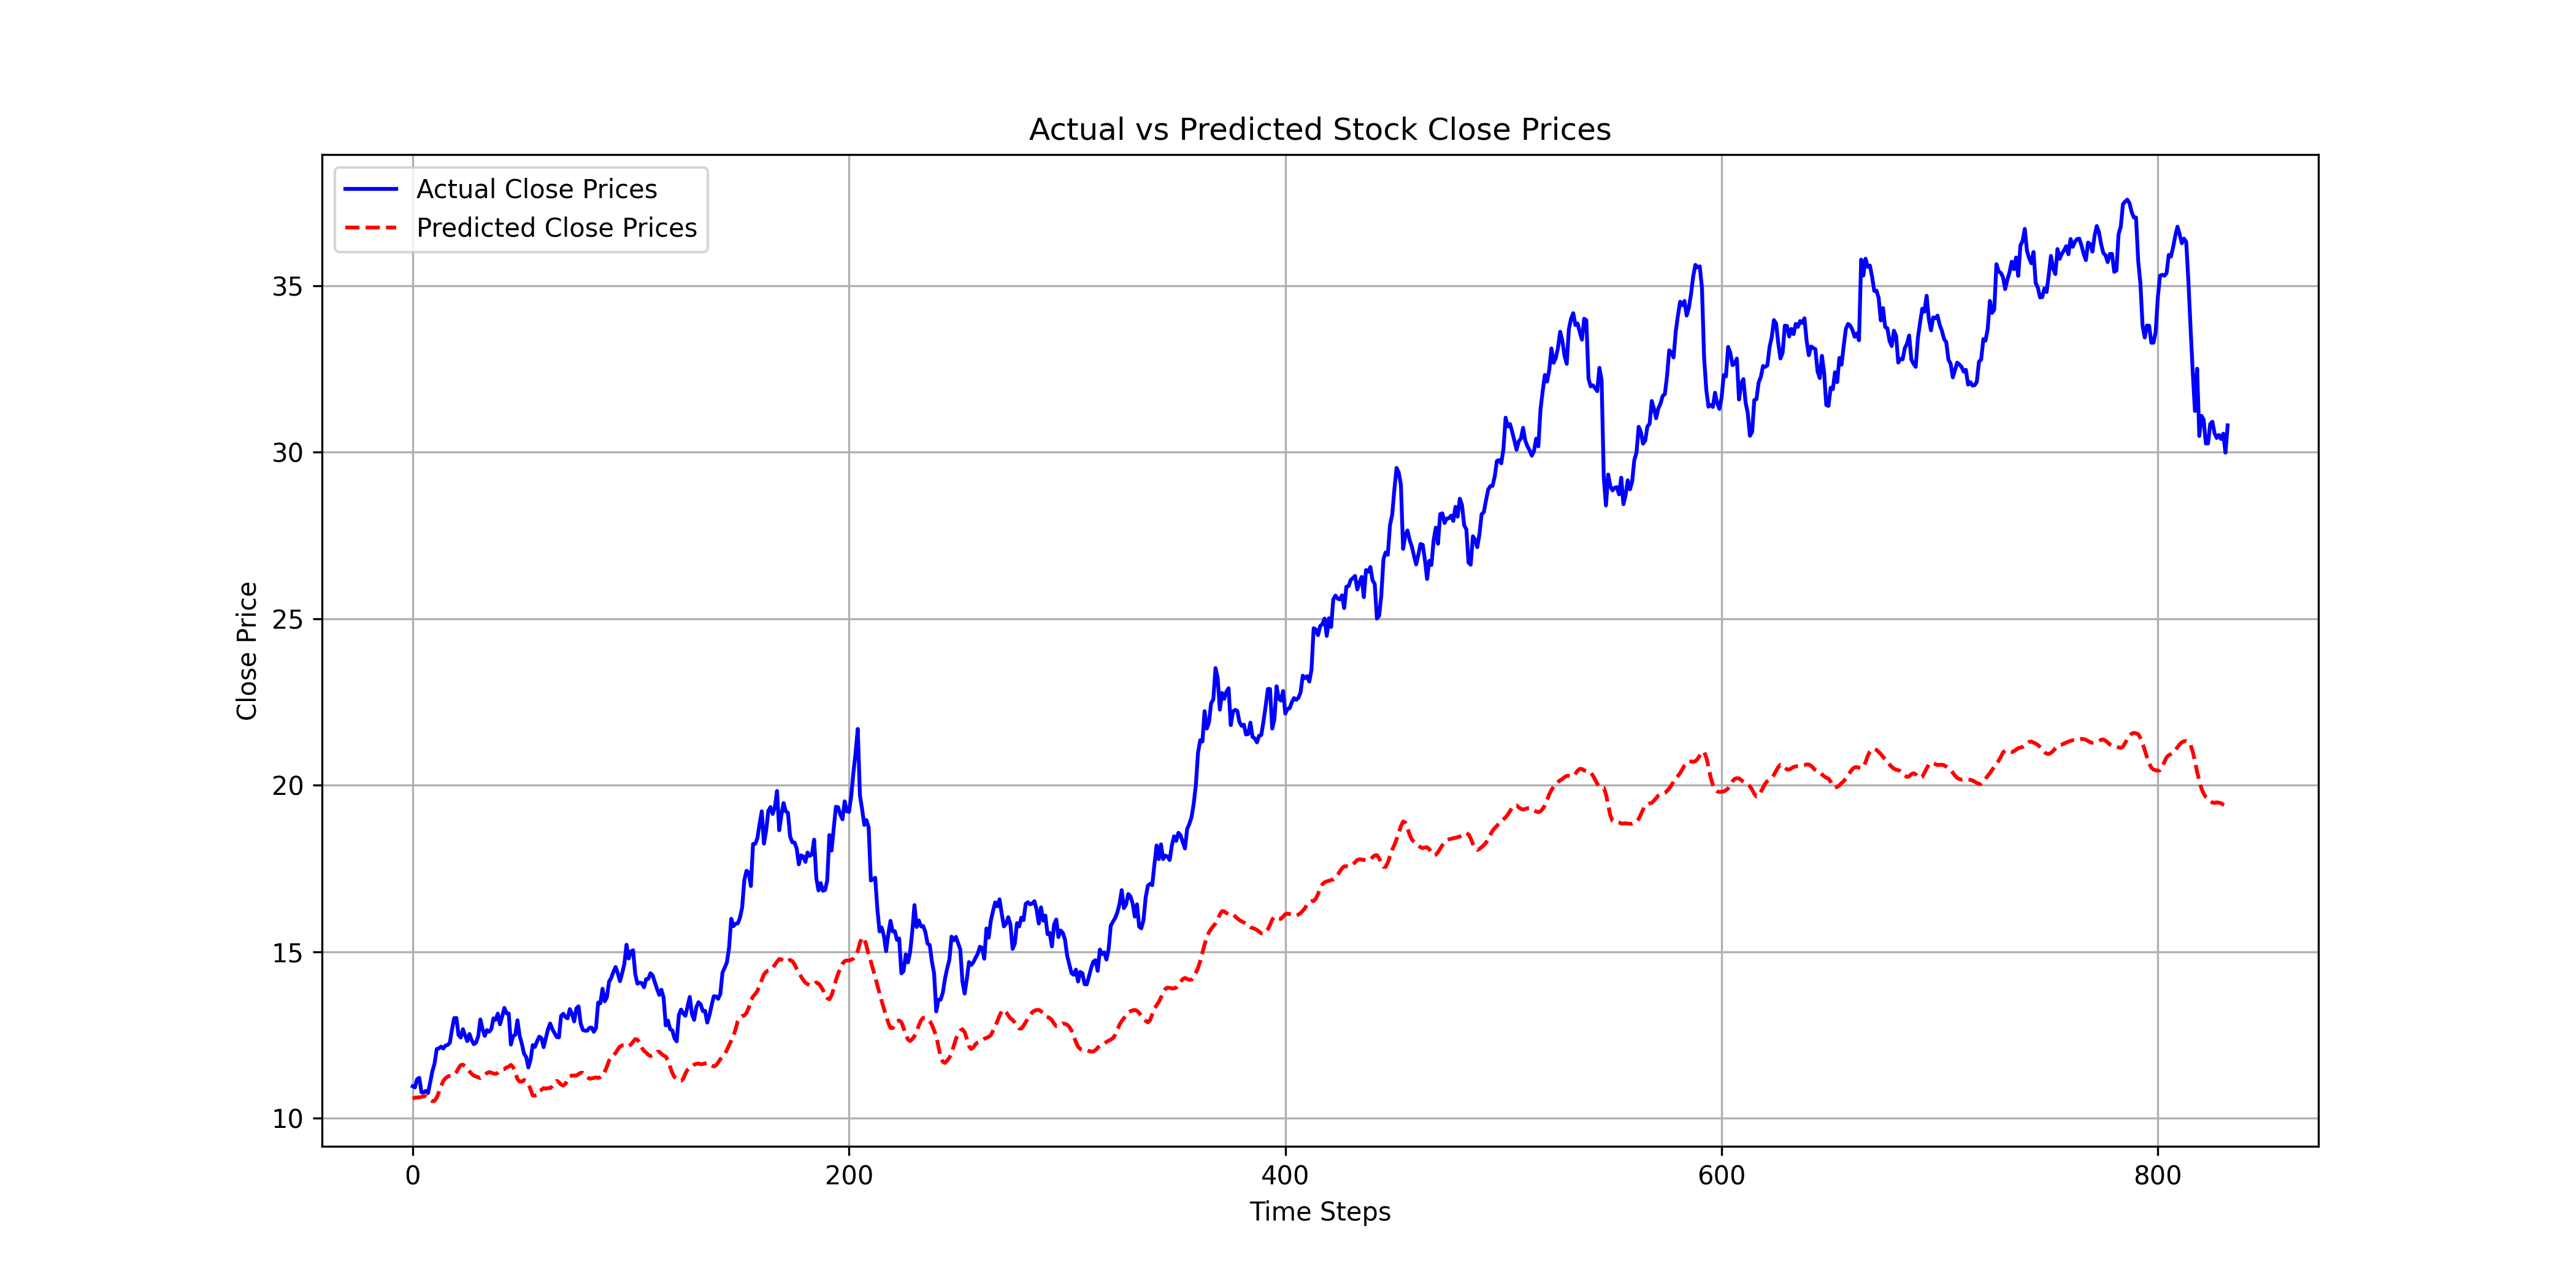 Actual vs Predicted Stock Close Prices
Actual Close Prices
Predicted Close Prices
35
30
25
20
15
10
Close Price
0 200 400 600 800
Time Steps